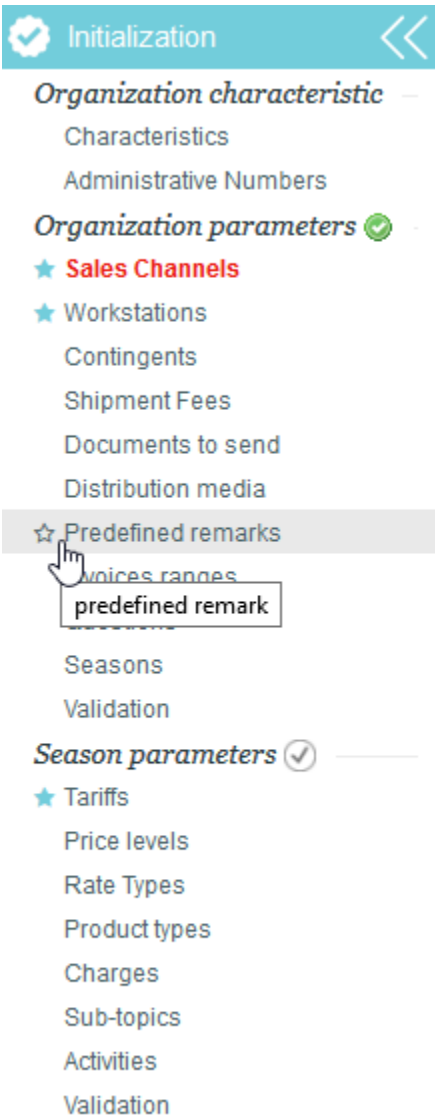 Initialization
Organization characteristic
Characteristics
Administrative Numbers
Organization parameters
Sales Channels
Workstations
Contingents
Shipment Fees
Documents to send
Distribution media
Predefined remarks
voices ranges
predefined remark
Seasons
Validation
Season parameters
Tariffs
Price levels
Rate Types
Product types
Charges
Sub-topics
Activities
Validation